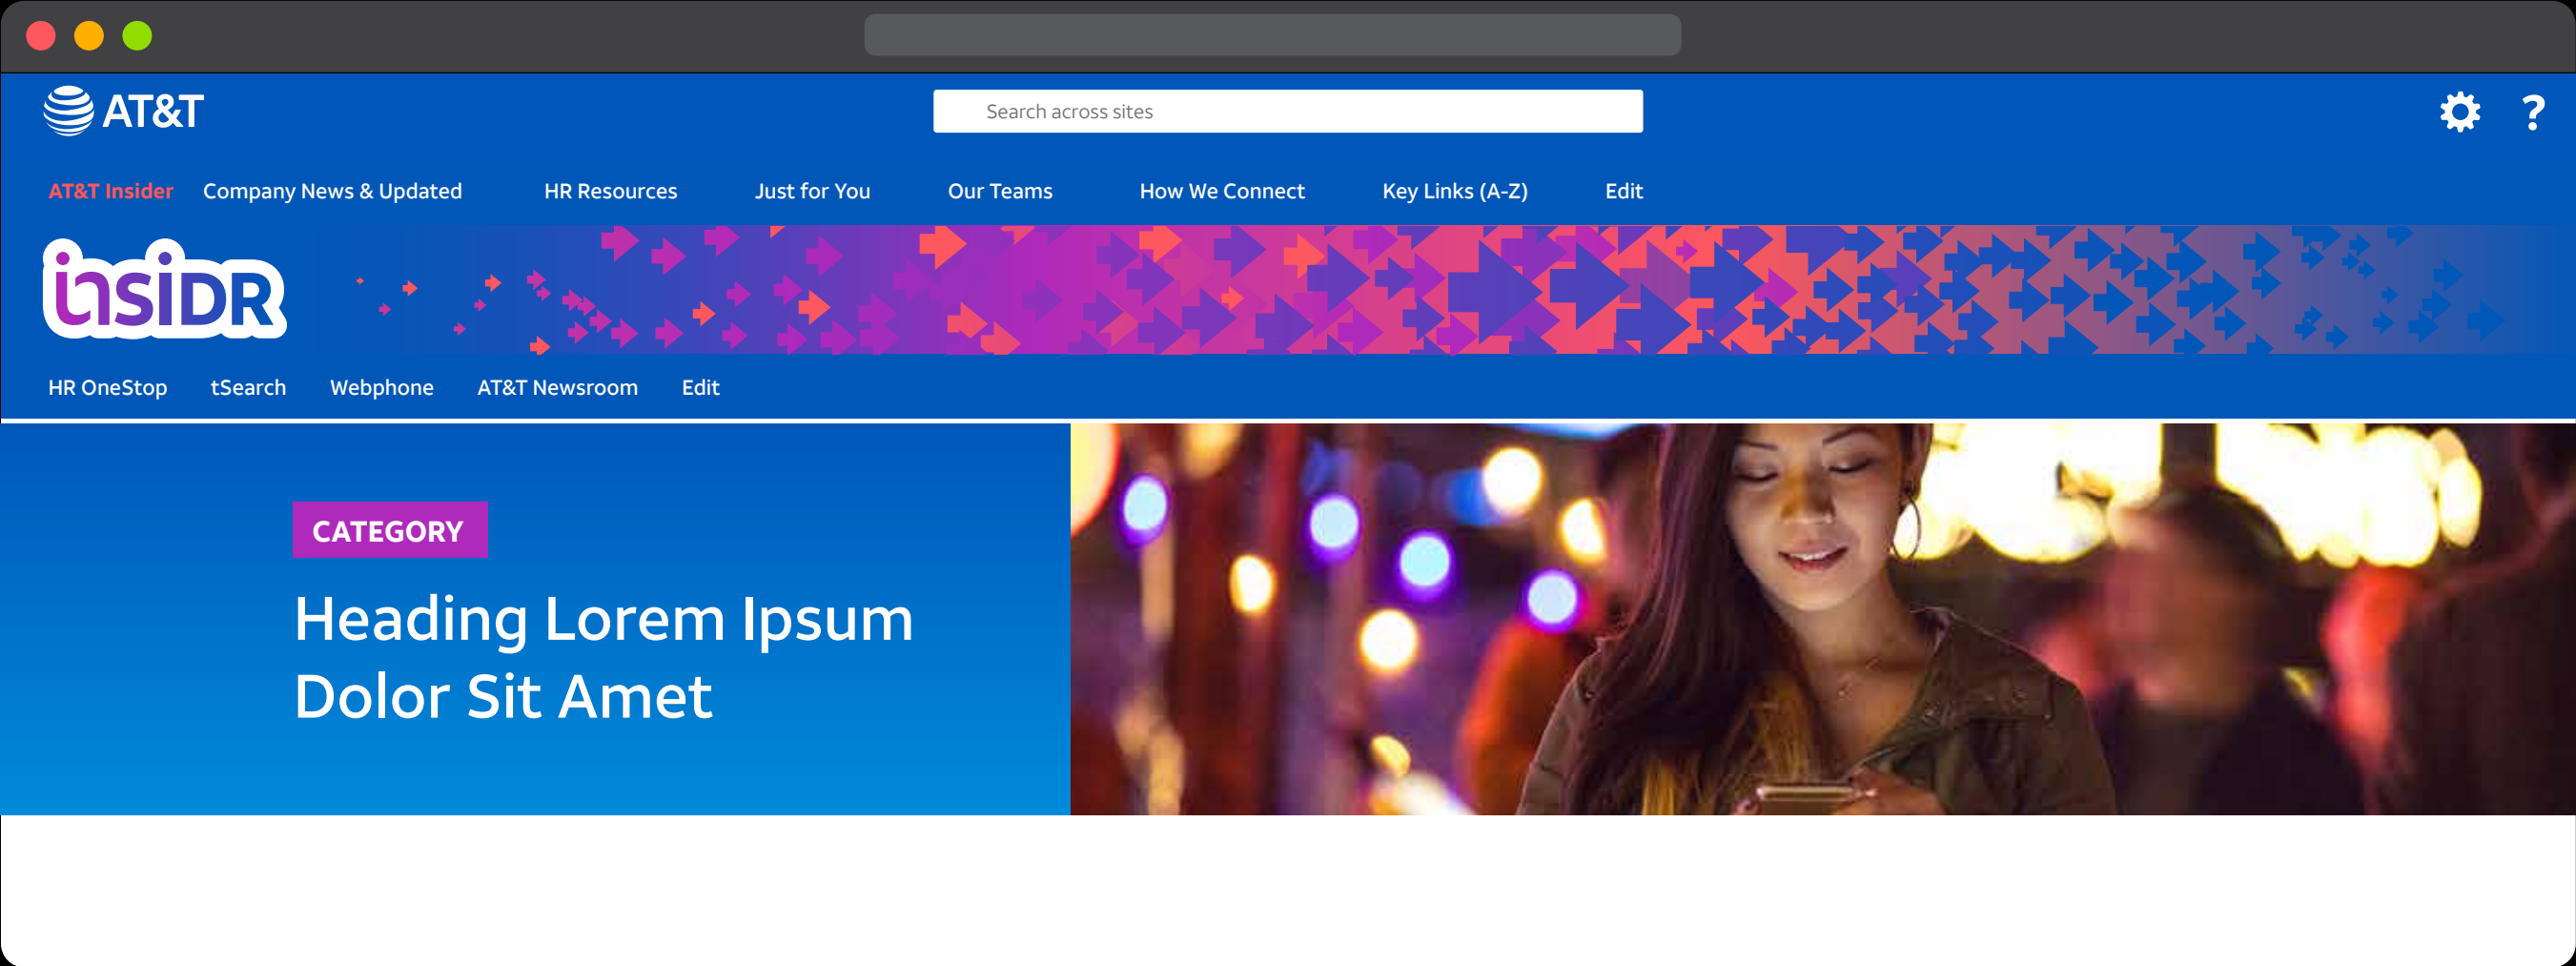 AT&T
Search across sites
?
AT&T Insider Company News & Updated HR Resources Just for You Our Teams How We Connect Key Links (A-Z) Edit
insiDR
HR OneStop tSearch Webphone AT&T Newsroom Edit
CATEGORY
Heading Lorem Ipsum
Dolor Sit Amet